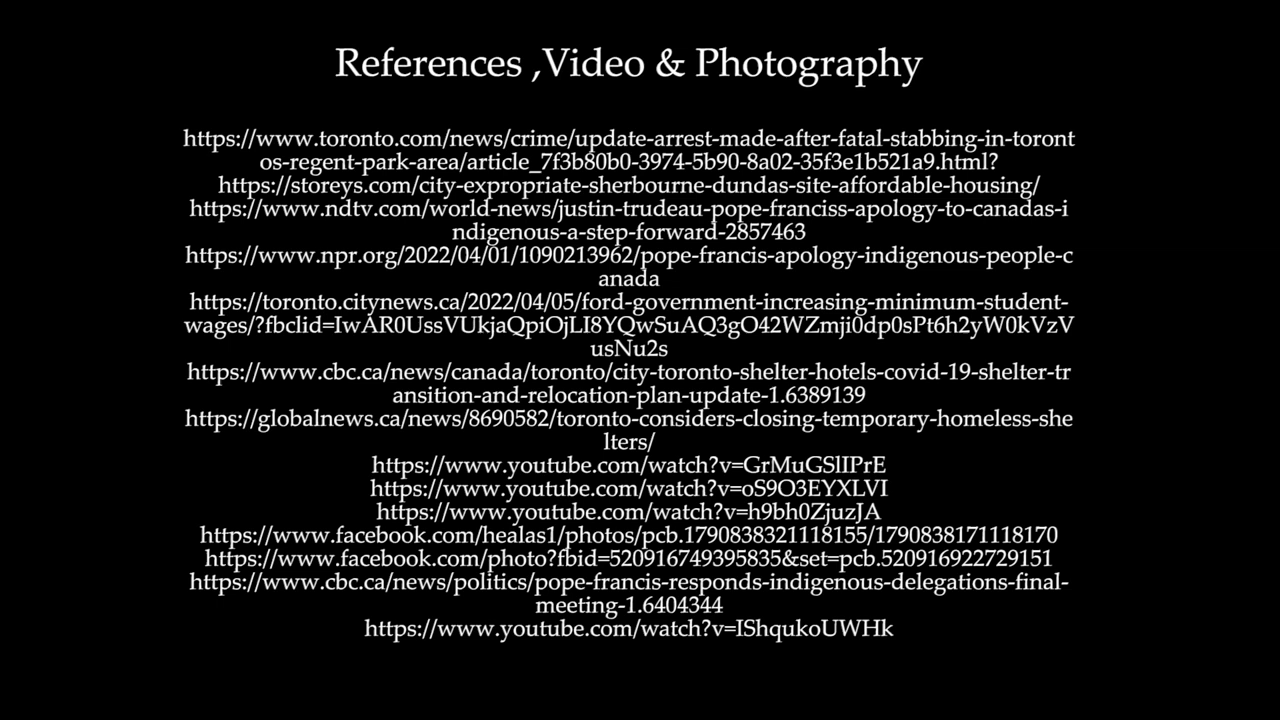 References ,Video & Photography
https://www.toronto.com/news/crime/update-arrest-made-after-fatal-stabbing-in-toront
os-regent-park-area/article_7f3b80b0-3974-5b90-8a02-35f3e1b521a9.html?
https://storeys.com/city-expropriate-sherbourne-dundas-site-affordable-housing/
https://www.ndtv.com/world-news/justin-trudeau-pope-franciss-apology-to-canadas-i
ndigenous-a-step-forward-2857463
https://www.npr.org/2022/04/01/1090213962/pope-francis-apology-indigenous-people-c
anada
https://toronto.citynews.ca/2022/04/05/ford-government-increasing-minimum-student-
wages/?fbclid=IwAR0UssVUkjaQpiOjLI8YQwSuAQ3gO42WZmji0dp0sPt6h2yW0kVzV
usNu2s
https://www.cbc.ca/news/canada/toronto/city-toronto-shelter-hotels-covid-19-shelter-tr
ansition-and-relocation-plan-update-1.6389139
https://globalnews.ca/news/8690582/toronto-considers-closing-temporary-homeless-she
lters/
https://www.youtube.com/watch?v=GrMuGSlIPrE
https://www.youtube.com/watch?v=oS9O3EYXLVI
https://www.youtube.com/watch?v=h9bh0ZjuzJA
https://www.facebook.com/healas1/photos/pcb.1790838321118155/1790838171118170
https://www.facebook.com/photo?fbid=520916749395835&set=pcb.520916922729151
https://www.cbc.ca/news/politics/pope-francis-responds-indigenous-delegations-final-
meeting-1.6404344
https://www.youtube.com/watch?v=IShqukoUWHk